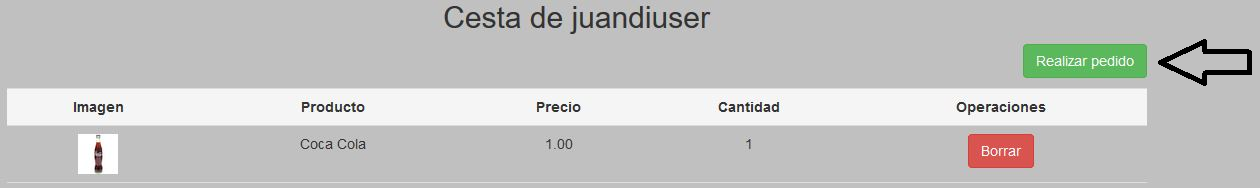 Cesta de juandiuser
Realizar pedido
Imagen Producto Precio Cantidad Operaciones
Coca Cola 1.00 1 Borrar